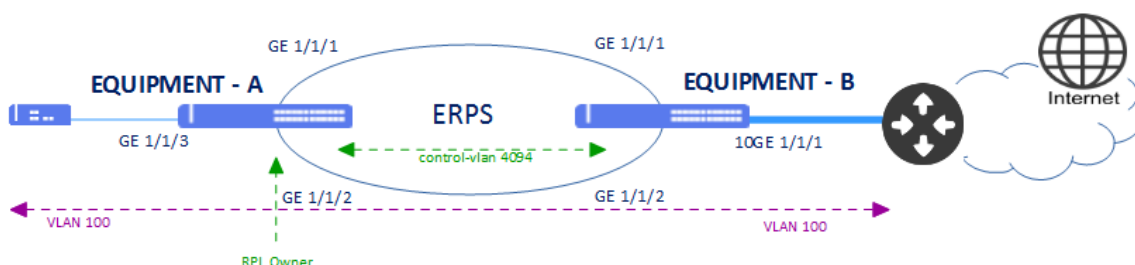 GE 1/1/1
GE 1/1/1
EQUIPMENT - A
EQUIPMENT - B
Internet
ERPS
GE 1/1/3
10GE 1/1/1
control-vlan 4094
GE 1/1/2
GE 1/1/2
VLAN 100
VLAN 100
RPL Owner